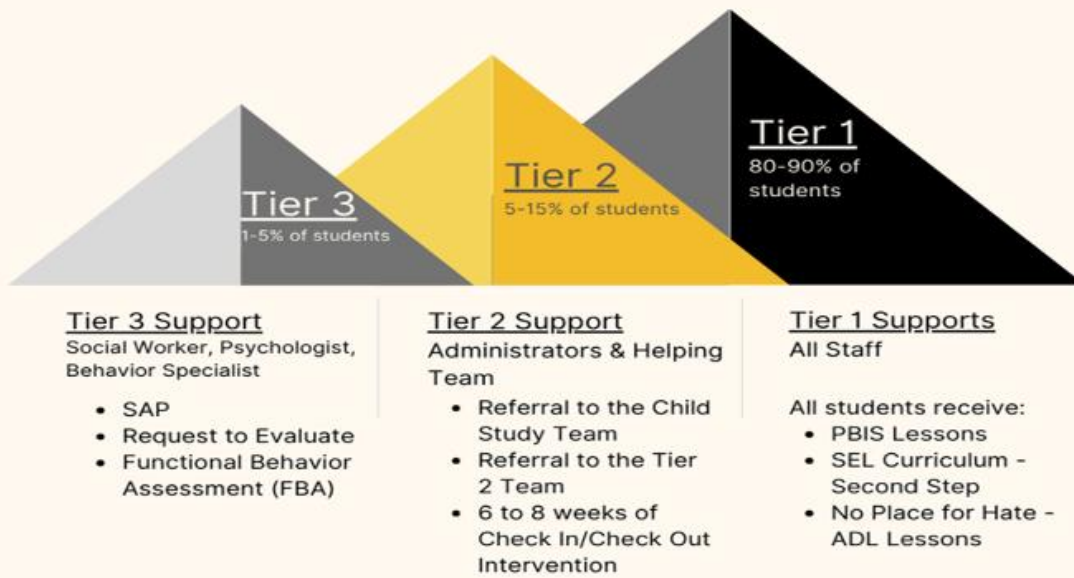 Tier 1
80-90% of
students
Tier 2
5-15% of students
Tier 3
1-5% of students
Tier 3 Support
Social Worker, Psychologist,
Behavior Specialist
• SAP
• Request to Evaluate
• Functional Behavior
Assessment (FBA)
Tier 2 Support
Administrators & Helping
Team
• Referral to the Child
Study Team
• Referral to the Tier
2 Team
• 6 to 8 weeks of
Check In/Check Out
Intervention
Tier 1 Supports
All Staff
All students receive:
• PBIS Lessons
• SEL Curriculum -
Second Step
• No Place for Hate -
ADL Lessons